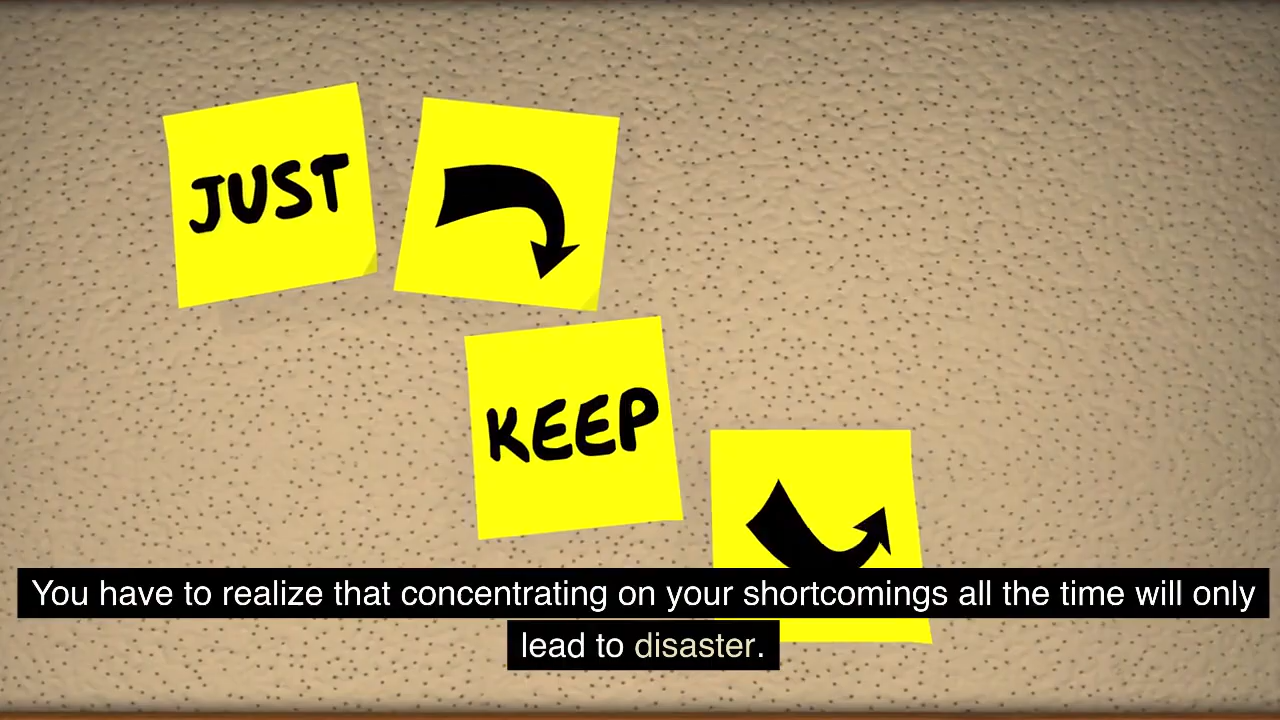 JUST
KEEP
You have to realize that concentrating on your shortcomings all the time will only
lead to disaster.